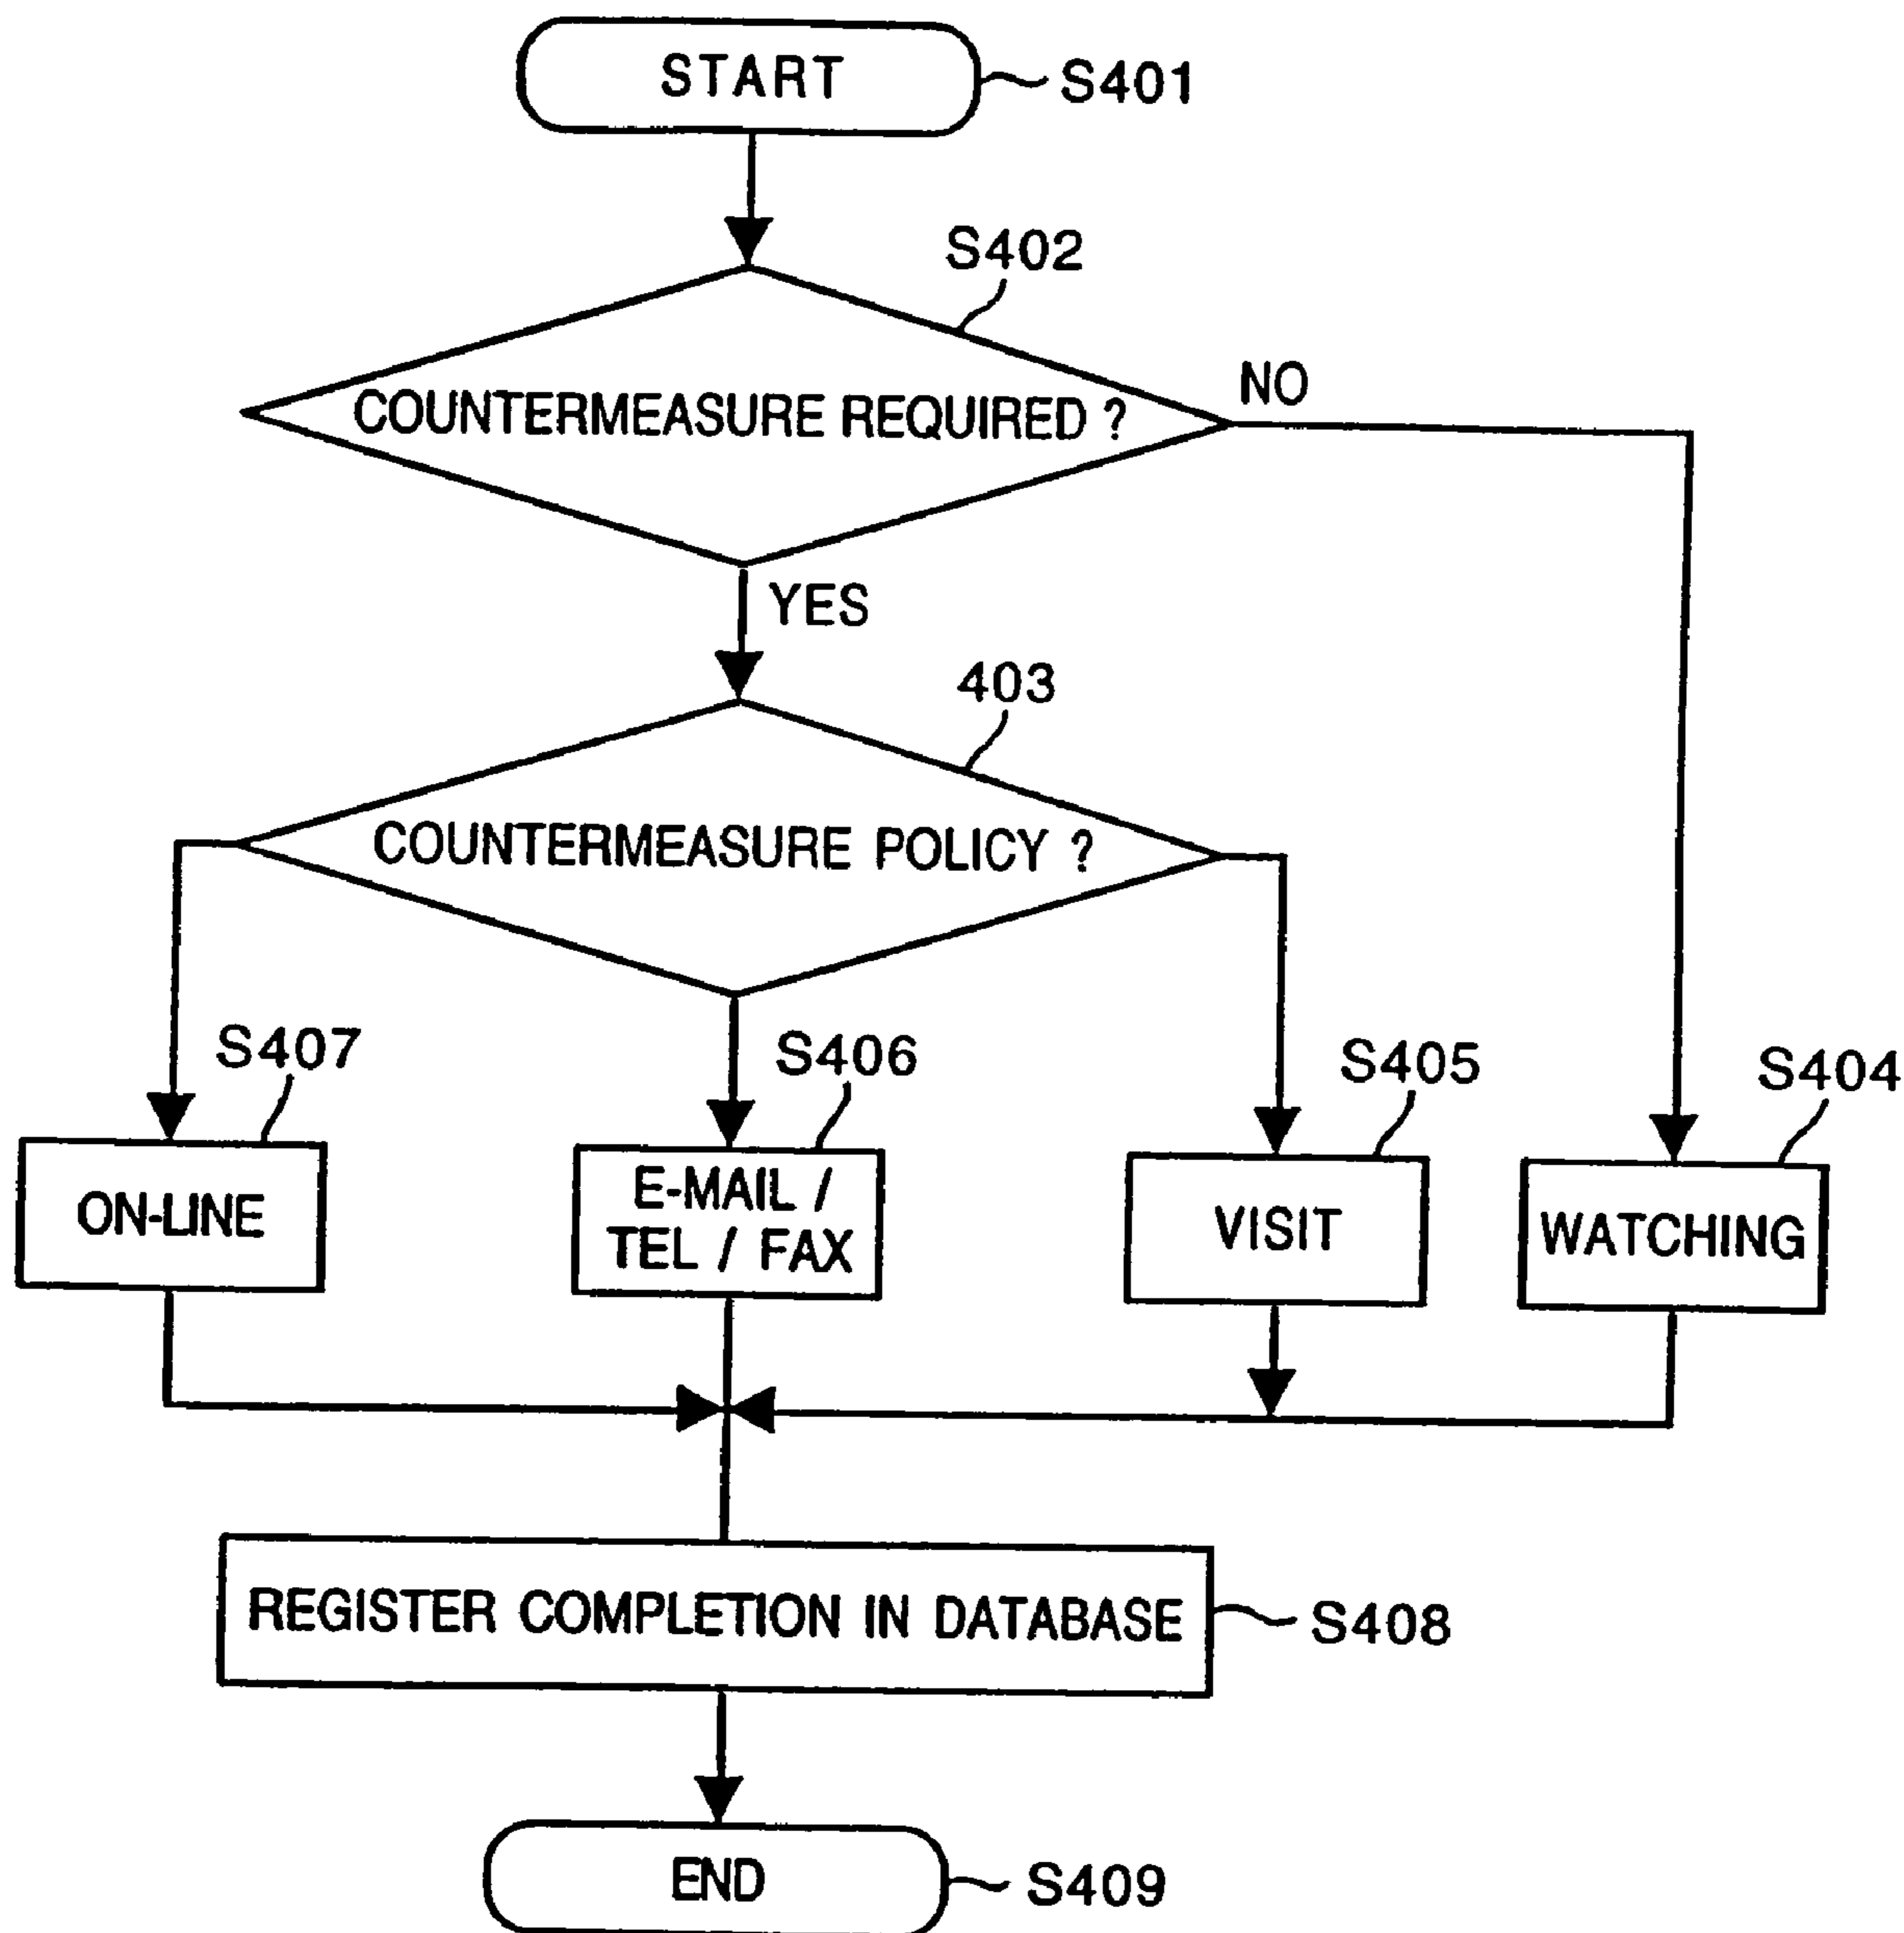 START
S401
S402
COUNTERMEASURE REQUIRED ?
NO
YES
403
COUNTERMEASURE POLICY ?
S407
S406
S405
S404
ON-LINE
E-MAIL /
TEL / FAX
VISIT
WATCHING
REGISTER COMPLETION IN DATABASE
S408
END
S409